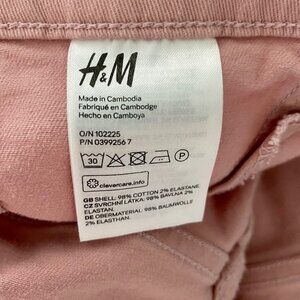 H&M
Made in Cambodia
Fabriqué en Cambodge
Hecho en Camboya
O/N 102225
P/N 0399256 7
30
P
clevercare.info
GB SHELL: 98% COTTON 2% ELASTANE.
CZ SVRCHNÍ LÁTKA: 98% BAVLNA 2%
ELASTAN.
DE OBERMATERIAL: 98% BAUMWOLLE
2% ELASTHAN.